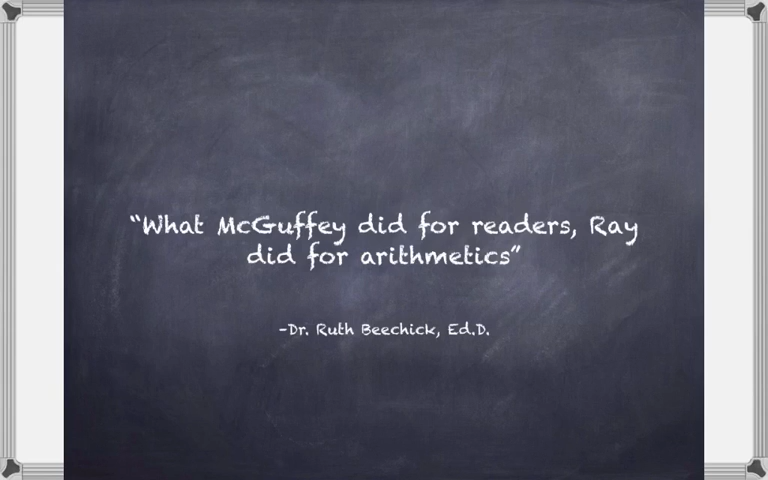 “What McGuffey did for readers, Ray
did for arithmetics”
-Dr. Ruth Beechick, Ed.D.